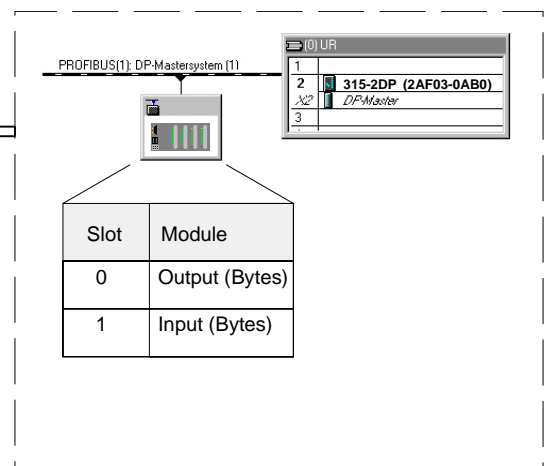 (0) UR
PROFIBUS(1): DP-Mastersystem (1)
1
2 315-2DP (2AF03-0AB0)
X2 DP-Master
3
Slot Module
0 Output (Bytes)
1 Input (Bytes)